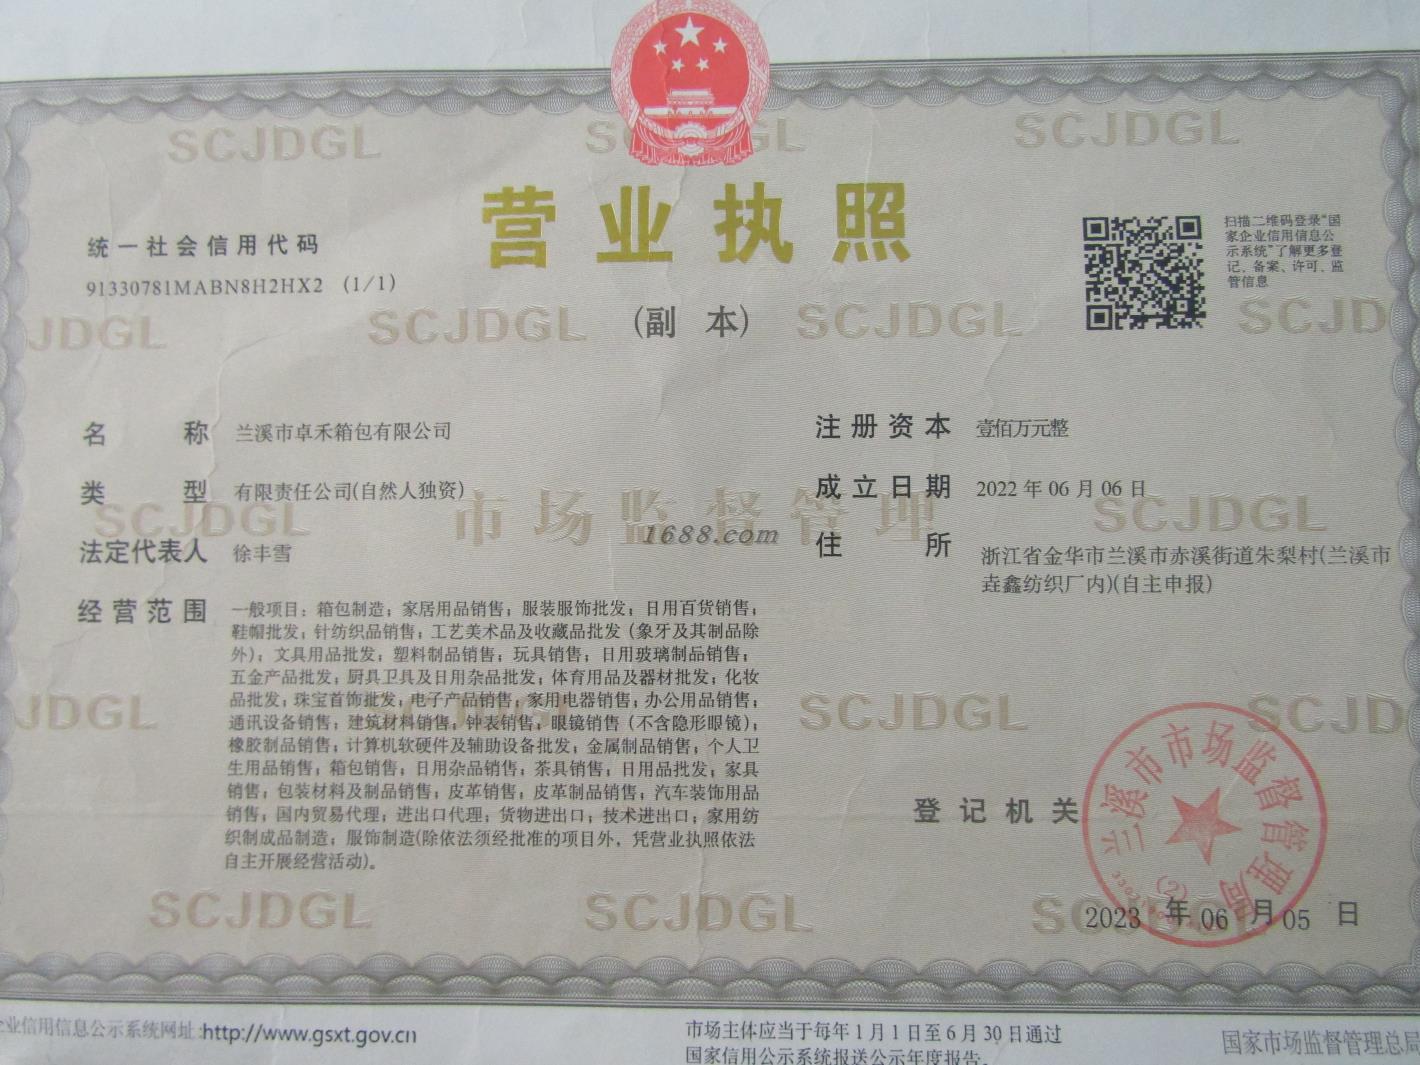 SCJDGL
SCJDGL
营业执照
(副 本)
统一社会信用代码
91330781MABN8H2HX2 (1/1)
扫描二维码登录“国
家企业信用信息公
示系统”了解更多登
记、备案、许可、监
管信息
JDGL
SCJDGL
SCJDGL
SCJD
名 称 兰溪市卓禾箱包有限公司
类 型 有限责任公司(自然人独资)
法定代表人 徐丰雪
经营范围 一般项目：箱包制造；家居用品销售；服装服饰批发；日用百货销售；
鞋帽批发；针纺织品销售；工艺美术品及收藏品批发（象牙及其制品除
外）；文具用品批发；塑料制品销售；玩具销售；日用玻璃制品销售；
五金产品批发；厨具卫具及日用杂品批发；体育用品及器材批发；化妆
品批发；珠宝首饰批发；电子产品销售；家用电器销售；办公用品销售；
通讯设备销售；建筑材料销售；钟表销售；眼镜销售（不含隐形眼镜）；
橡胶制品销售；计算机软硬件及辅助设备批发；金属制品销售；个人卫
生用品销售；箱包销售；日用杂品销售；茶具销售；日用品批发；家具
销售；包装材料及制品销售；皮革销售；皮革制品销售；汽车装饰用品
销售；国内贸易代理；进出口代理；货物进出口；技术进出口；家用纺
织制成品制造；服饰制造(除依法须经批准的项目外，凭营业执照依法
自主开展经营活动)。
注册资本 壹佰万元整
成立日期 2022 年 06 月 06 日
住 所 浙江省金华市兰溪市赤溪街道朱梨村(兰溪市
垚鑫纺织厂内)(自主申报)
SCJDGL
市场监督管理
1688.com
SCJDGL
JDGL
SCJDGL
SCJD
登记机关
兰溪市市场监督管理局
(2)
2023 年 06 月 05 日
SCJDGL
SCJDGL
企业信用信息公示系统网址:http://www.gsxt.gov.cn
市场主体应当于每年 1 月 1 日至 6 月 30 日通过
国家信用公示系统报送公示年度报告。
国家市场监督管理总局